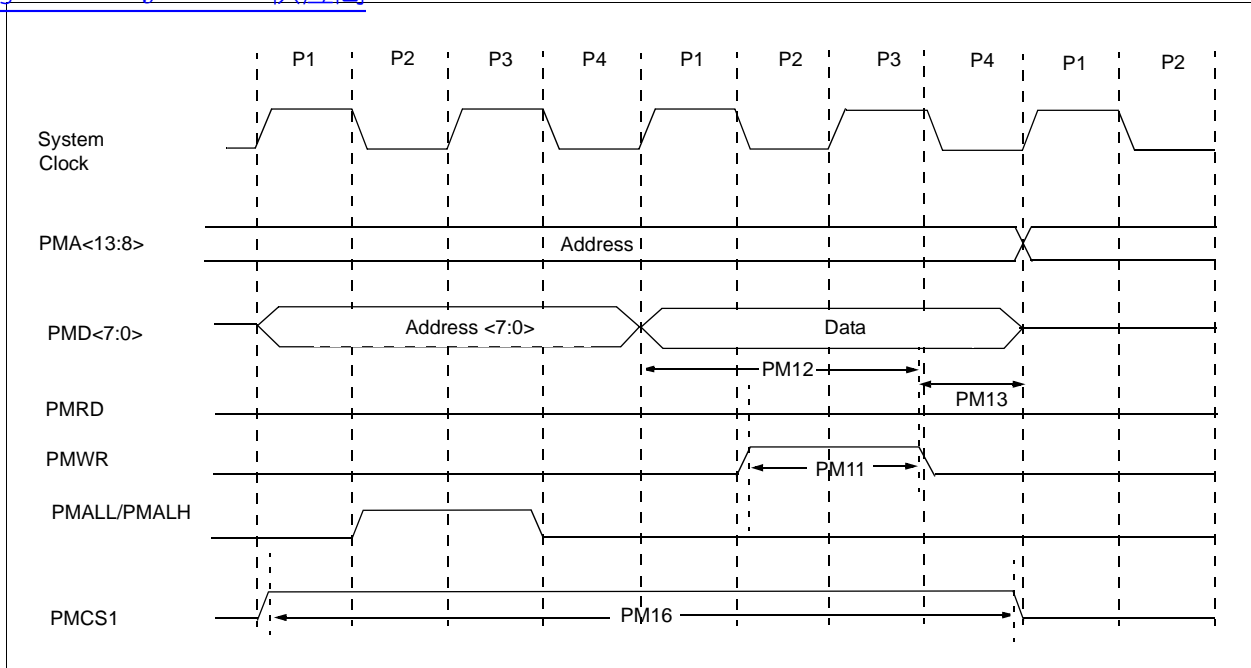 P1 P2 P3 P4 P1 P2 P3 P4 P1 P2
System
Clock
PMA<13:8>
Address
PMD<7:0>
Address <7:0>
Data
PM12
PM13
PMRD
PMWR
PM11
PMALL/PMALH
PMCS1
PM16